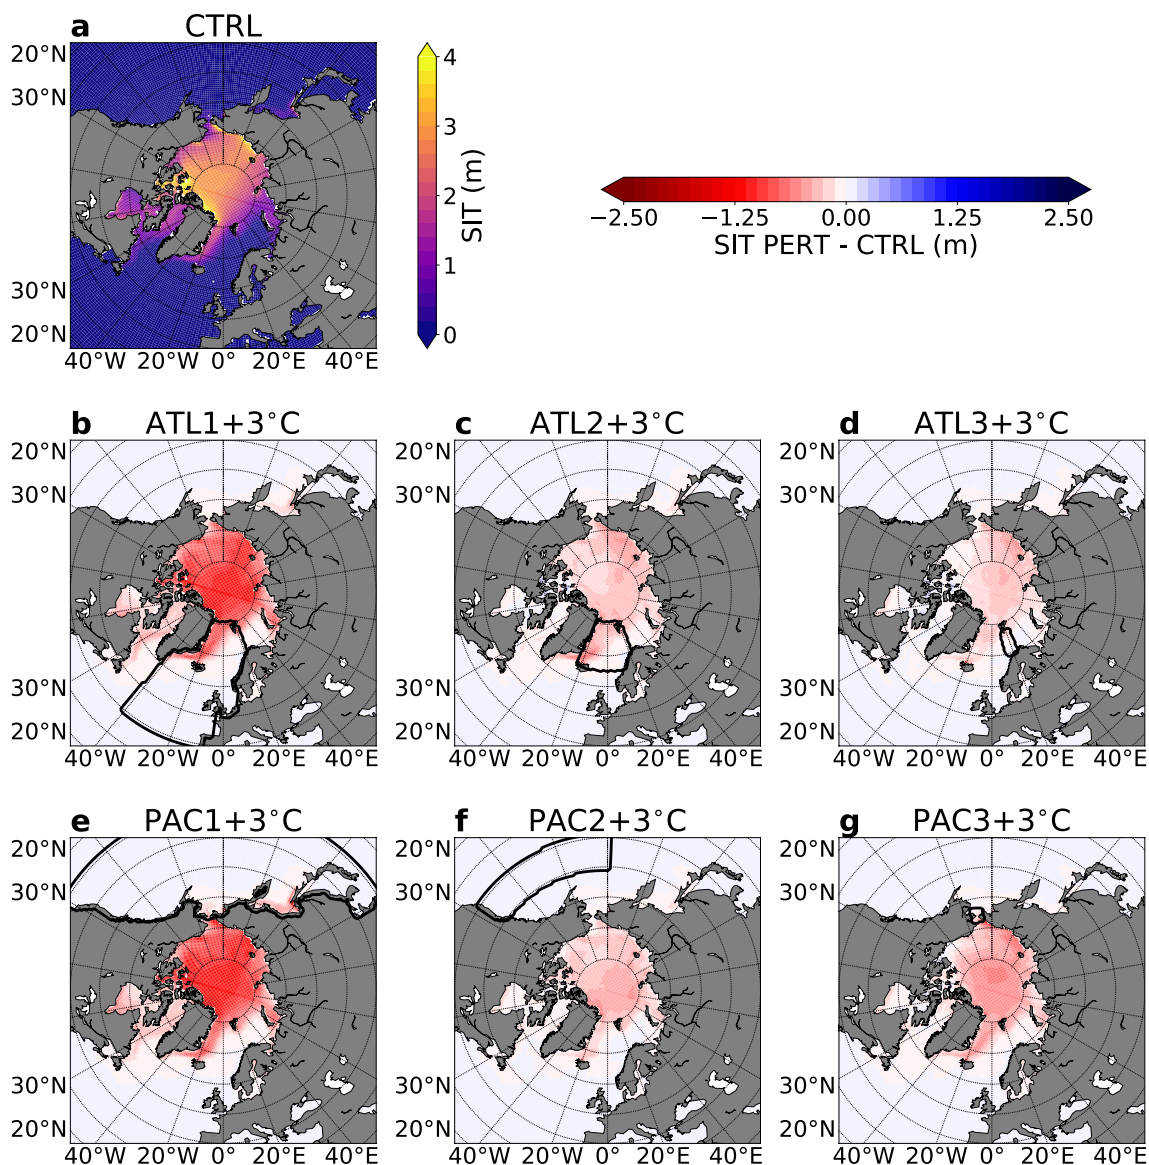 a CTRL
20°N
30°N
30°N
20°N
40°W 20°W 0° 20°E 40°E
4
3
2
1
0
SIT (m)
−2.50 −1.25 0.00 1.25 2.50
SIT PERT - CTRL (m)
b ATL1+3°C
20°N
30°N
30°N
20°N
40°W 20°W 0° 20°E 40°E
c ATL2+3°C
20°N
30°N
30°N
20°N
40°W 20°W 0° 20°E 40°E
d ATL3+3°C
20°N
30°N
30°N
20°N
40°W 20°W 0° 20°E 40°E
e PAC1+3°C
20°N
30°N
30°N
20°N
40°W 20°W 0° 20°E 40°E
f PAC2+3°C
20°N
30°N
30°N
20°N
40°W 20°W 0° 20°E 40°E
g PAC3+3°C
20°N
30°N
30°N
20°N
40°W 20°W 0° 20°E 40°E